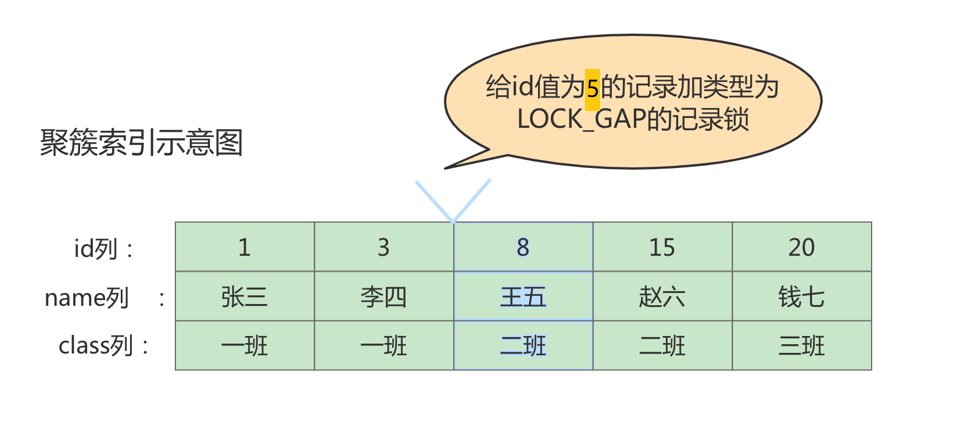 给id值为5的记录加类型为
LOCK_GAP的记录锁
聚簇索引示意图
id列： 1 3 8 15 20
name列 ： 张三 李四 王五 赵六 钱七
class列： 一班 一班 二班 二班 三班